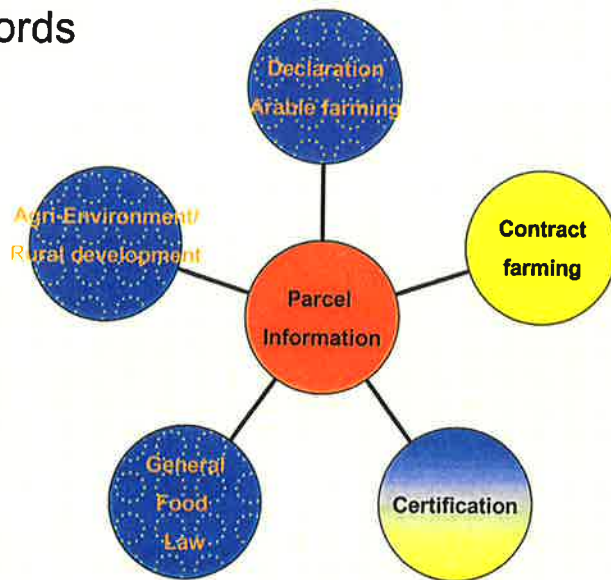 ords
Declaration
Arable farming
Agri-Environment/
Rural development
Contract
farming
Parcel
Information
General
Food
Law
Certification